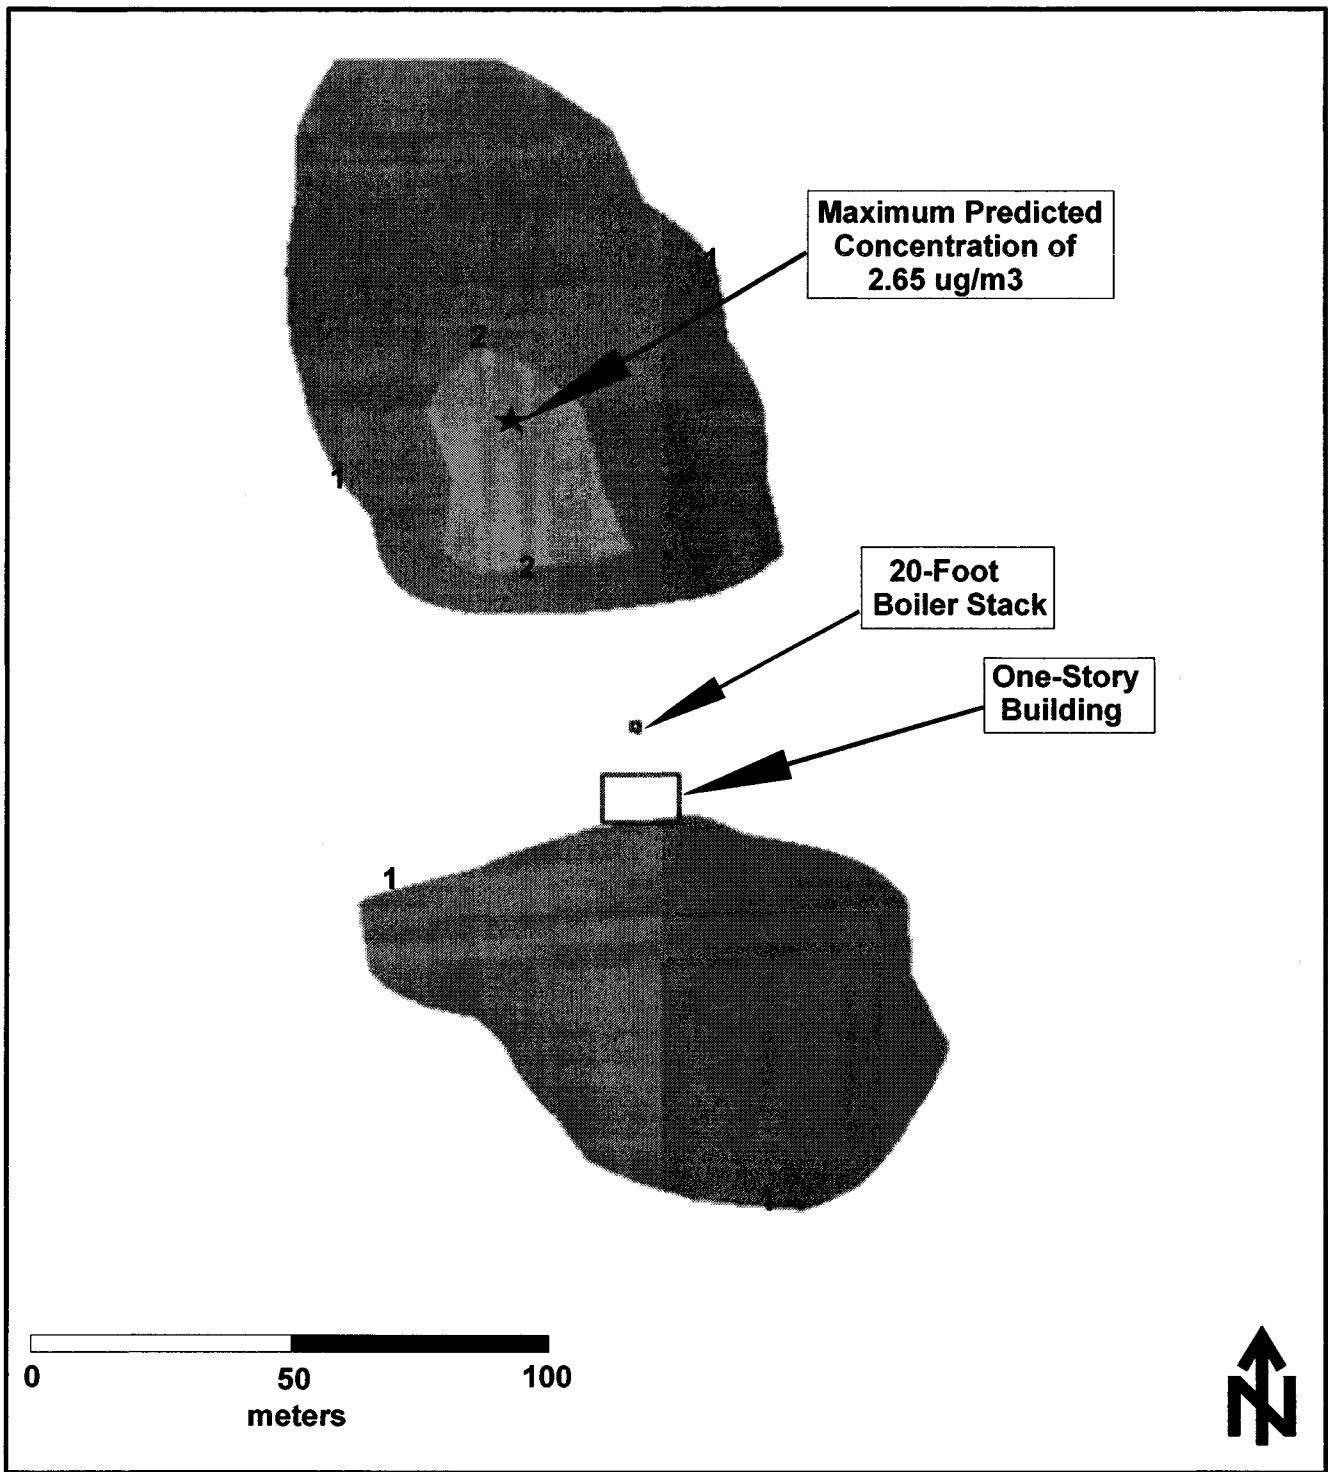 Maximum Predicted
Concentration of
2.65 ug/m3
1
2
1
2
20-Foot
Boiler Stack
One-Story
Building
1
1
0 50 100
meters
N